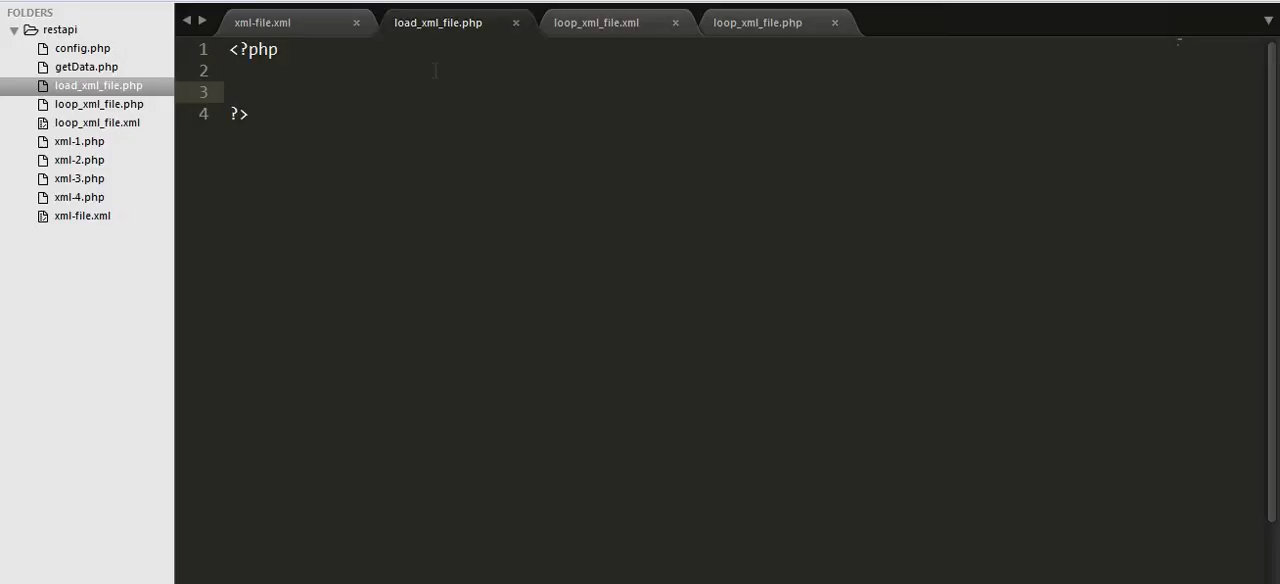 FOLDERS
restapi
config.php
getData.php
load_xml_file.php
loop_xml_file.php
loop_xml_file.xml
xml-1.php
xml-2.php
xml-3.php
xml-4.php
xml-file.xml
xml-file.xml × load_xml_file.php × loop_xml_file.xml × loop_xml_file.php ×
1 <?php
2
3
4 ?>